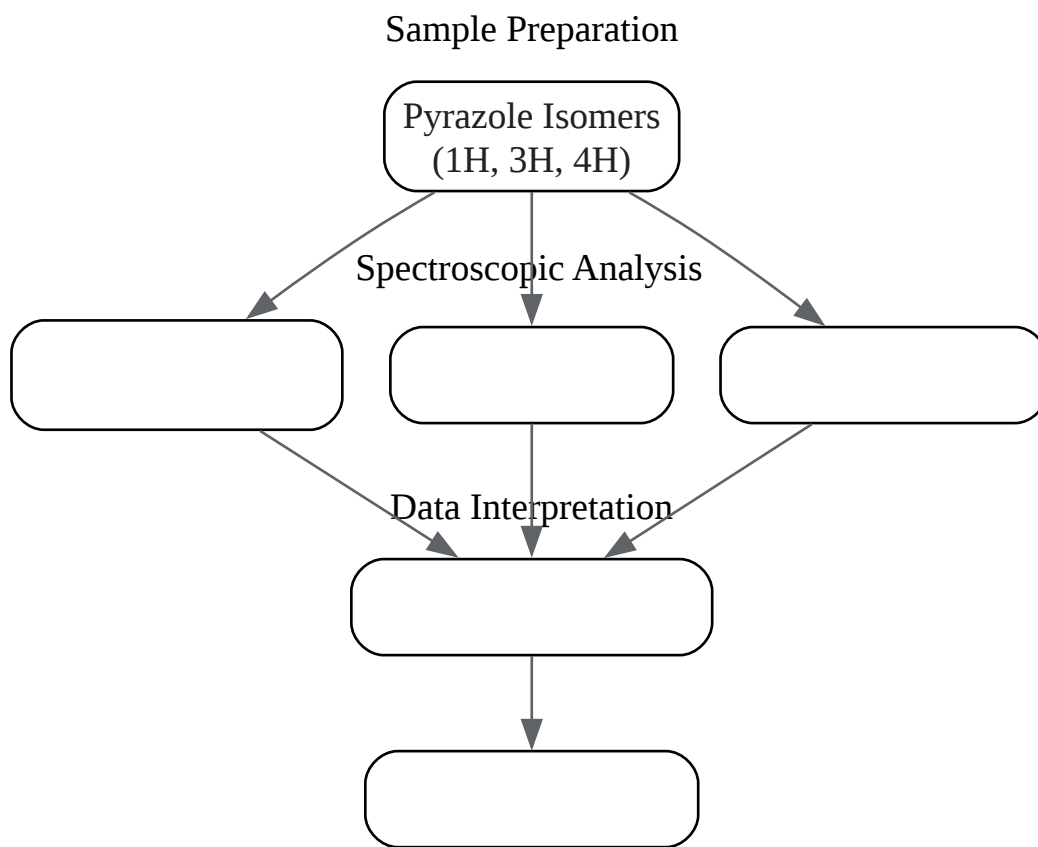 Sample Preparation
Pyrazole Isomers
(1H, 3H, 4H)
Spectroscopic Analysis
Data Interpretation